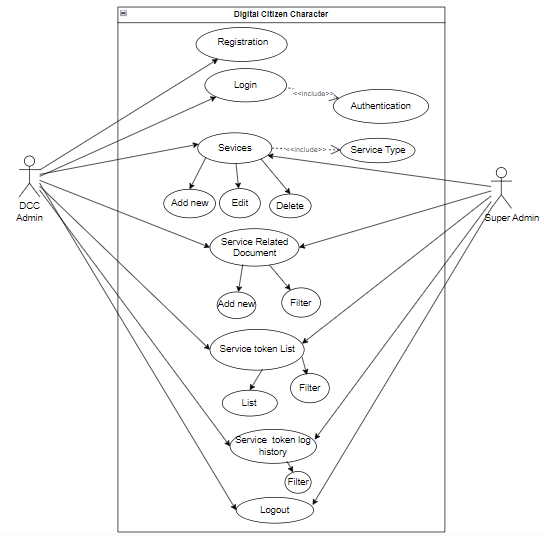 Digital Citizen Character
Registration
Login
<<include>>
Authentication
Sevices
<<include>>
Service Type
DCC
Admin
Super Admin
Add new
Edit
Delete
Service Related
Document
Add new
Filter
Service token List
Filter
List
Service token log
history
Filter
Logout